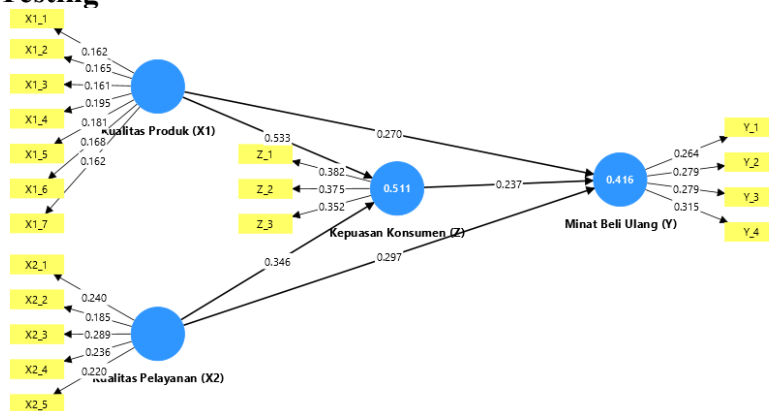 Testing
X1_1
X1_2
X1_3
X1_4
X1_5
X1_6
X1_7
0.162
0.165
0.161
0.195
0.181
0.168
0.162
Kualitas Produk (X1)
0.533
0.270
Z_1
Z_2
Z_3
0.382
0.375
0.352
0.511
Kepuasan Konsumen (Z)
0.237
0.416
Minat Beli Ulang (Y)
0.264
0.279
0.279
0.315
Y_1
Y_2
Y_3
Y_4
0.346
0.297
X2_1
X2_2
X2_3
X2_4
X2_5
0.240
0.185
0.289
0.236
0.220
Kualitas Pelayanan (X2)